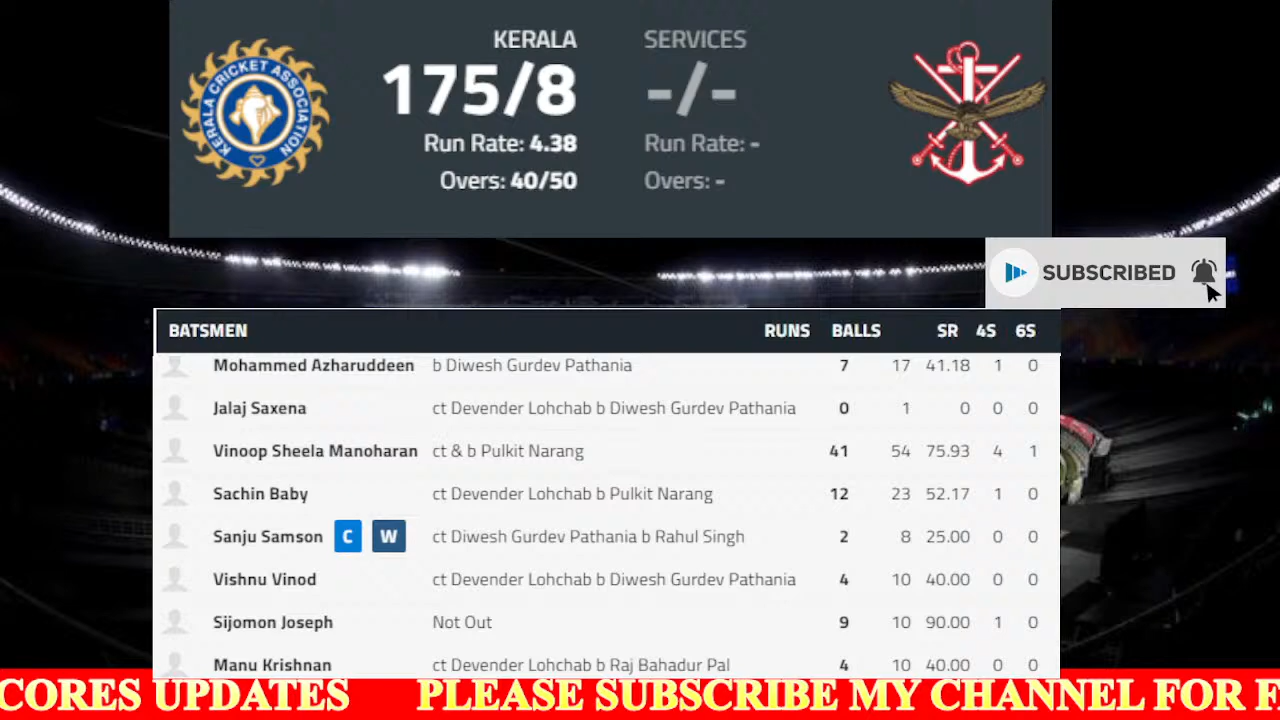 KERALA CRICKET ASSOCIATION
KERALA SERVICES
175/8 -/-
Run Rate: 4.38 Run Rate: -
Overs: 40/50 Overs: -
SUBSCRIBED
BATSMEN RUNS BALLS SR 4S 6S
Mohammed Azharuddeen b Diwesh Gurdev Pathania 7 17 41.18 1 0
Jalaj Saxena ct Devender Lohchab b Diwesh Gurdev Pathania 0 1 0 0 0
Vinoop Sheela Manoharan ct & b Pulkit Narang 41 54 75.93 4 1
Sachin Baby ct Devender Lohchab b Pulkit Narang 12 23 52.17 1 0
Sanju Samson C W ct Diwesh Gurdev Pathania b Rahul Singh 2 8 25.00 0 0
Vishnu Vinod ct Devender Lohchab b Diwesh Gurdev Pathania 4 10 40.00 0 0
Sijomon Joseph Not Out 9 10 90.00 1 0
Manu Krishnan ct Devender Lohchab b Raj Bahadur Pal 4 10 40.00 0 0
CORES UPDATES PLEASE SUBSCRIBE MY CHANNEL FOR F